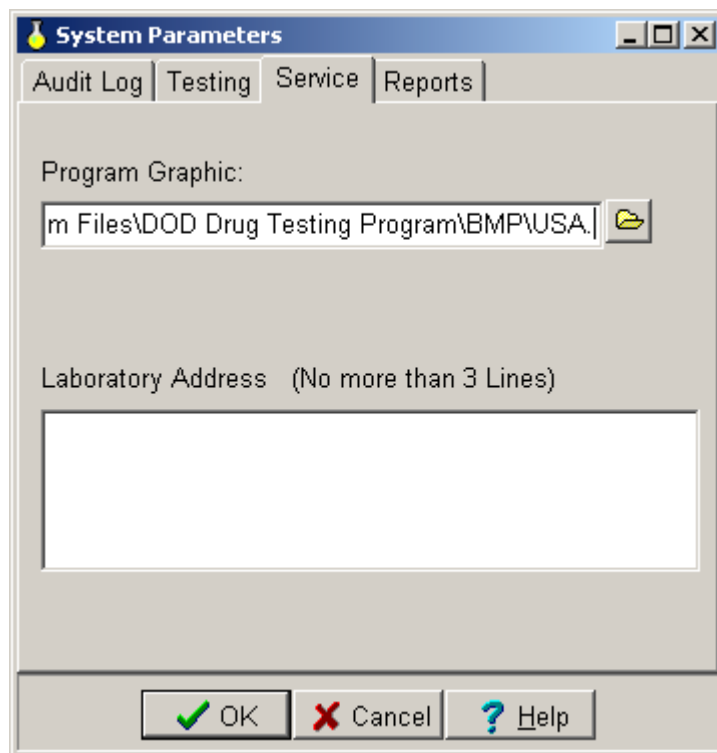 System Parameters
Audit Log Testing Service Reports
Program Graphic:
m Files\DOD Drug Testing Program\BMP\USA.
Laboratory Address (No more than 3 Lines)
OK Cancel ? Help